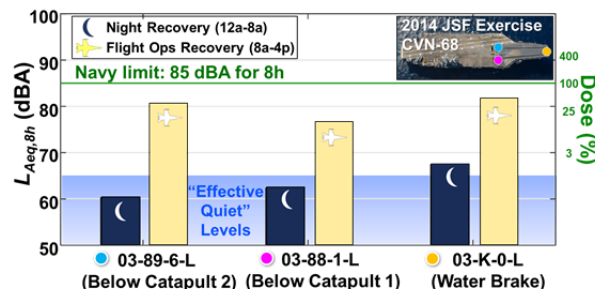 Night Recovery (12a-8a)
Flight Ops Recovery (8a-4p)
2014 JSF Exercise
CVN-68
Navy limit: 85 dBA for 8h
LAeq,8h (dBA)
100
90
80
70
60
50
400
100
25
3
Dose (%)
“Effective
Quiet”
Levels
03-89-6-L
(Below Catapult 2)
03-88-1-L
(Below Catapult 1)
03-K-0-L
(Water Brake)